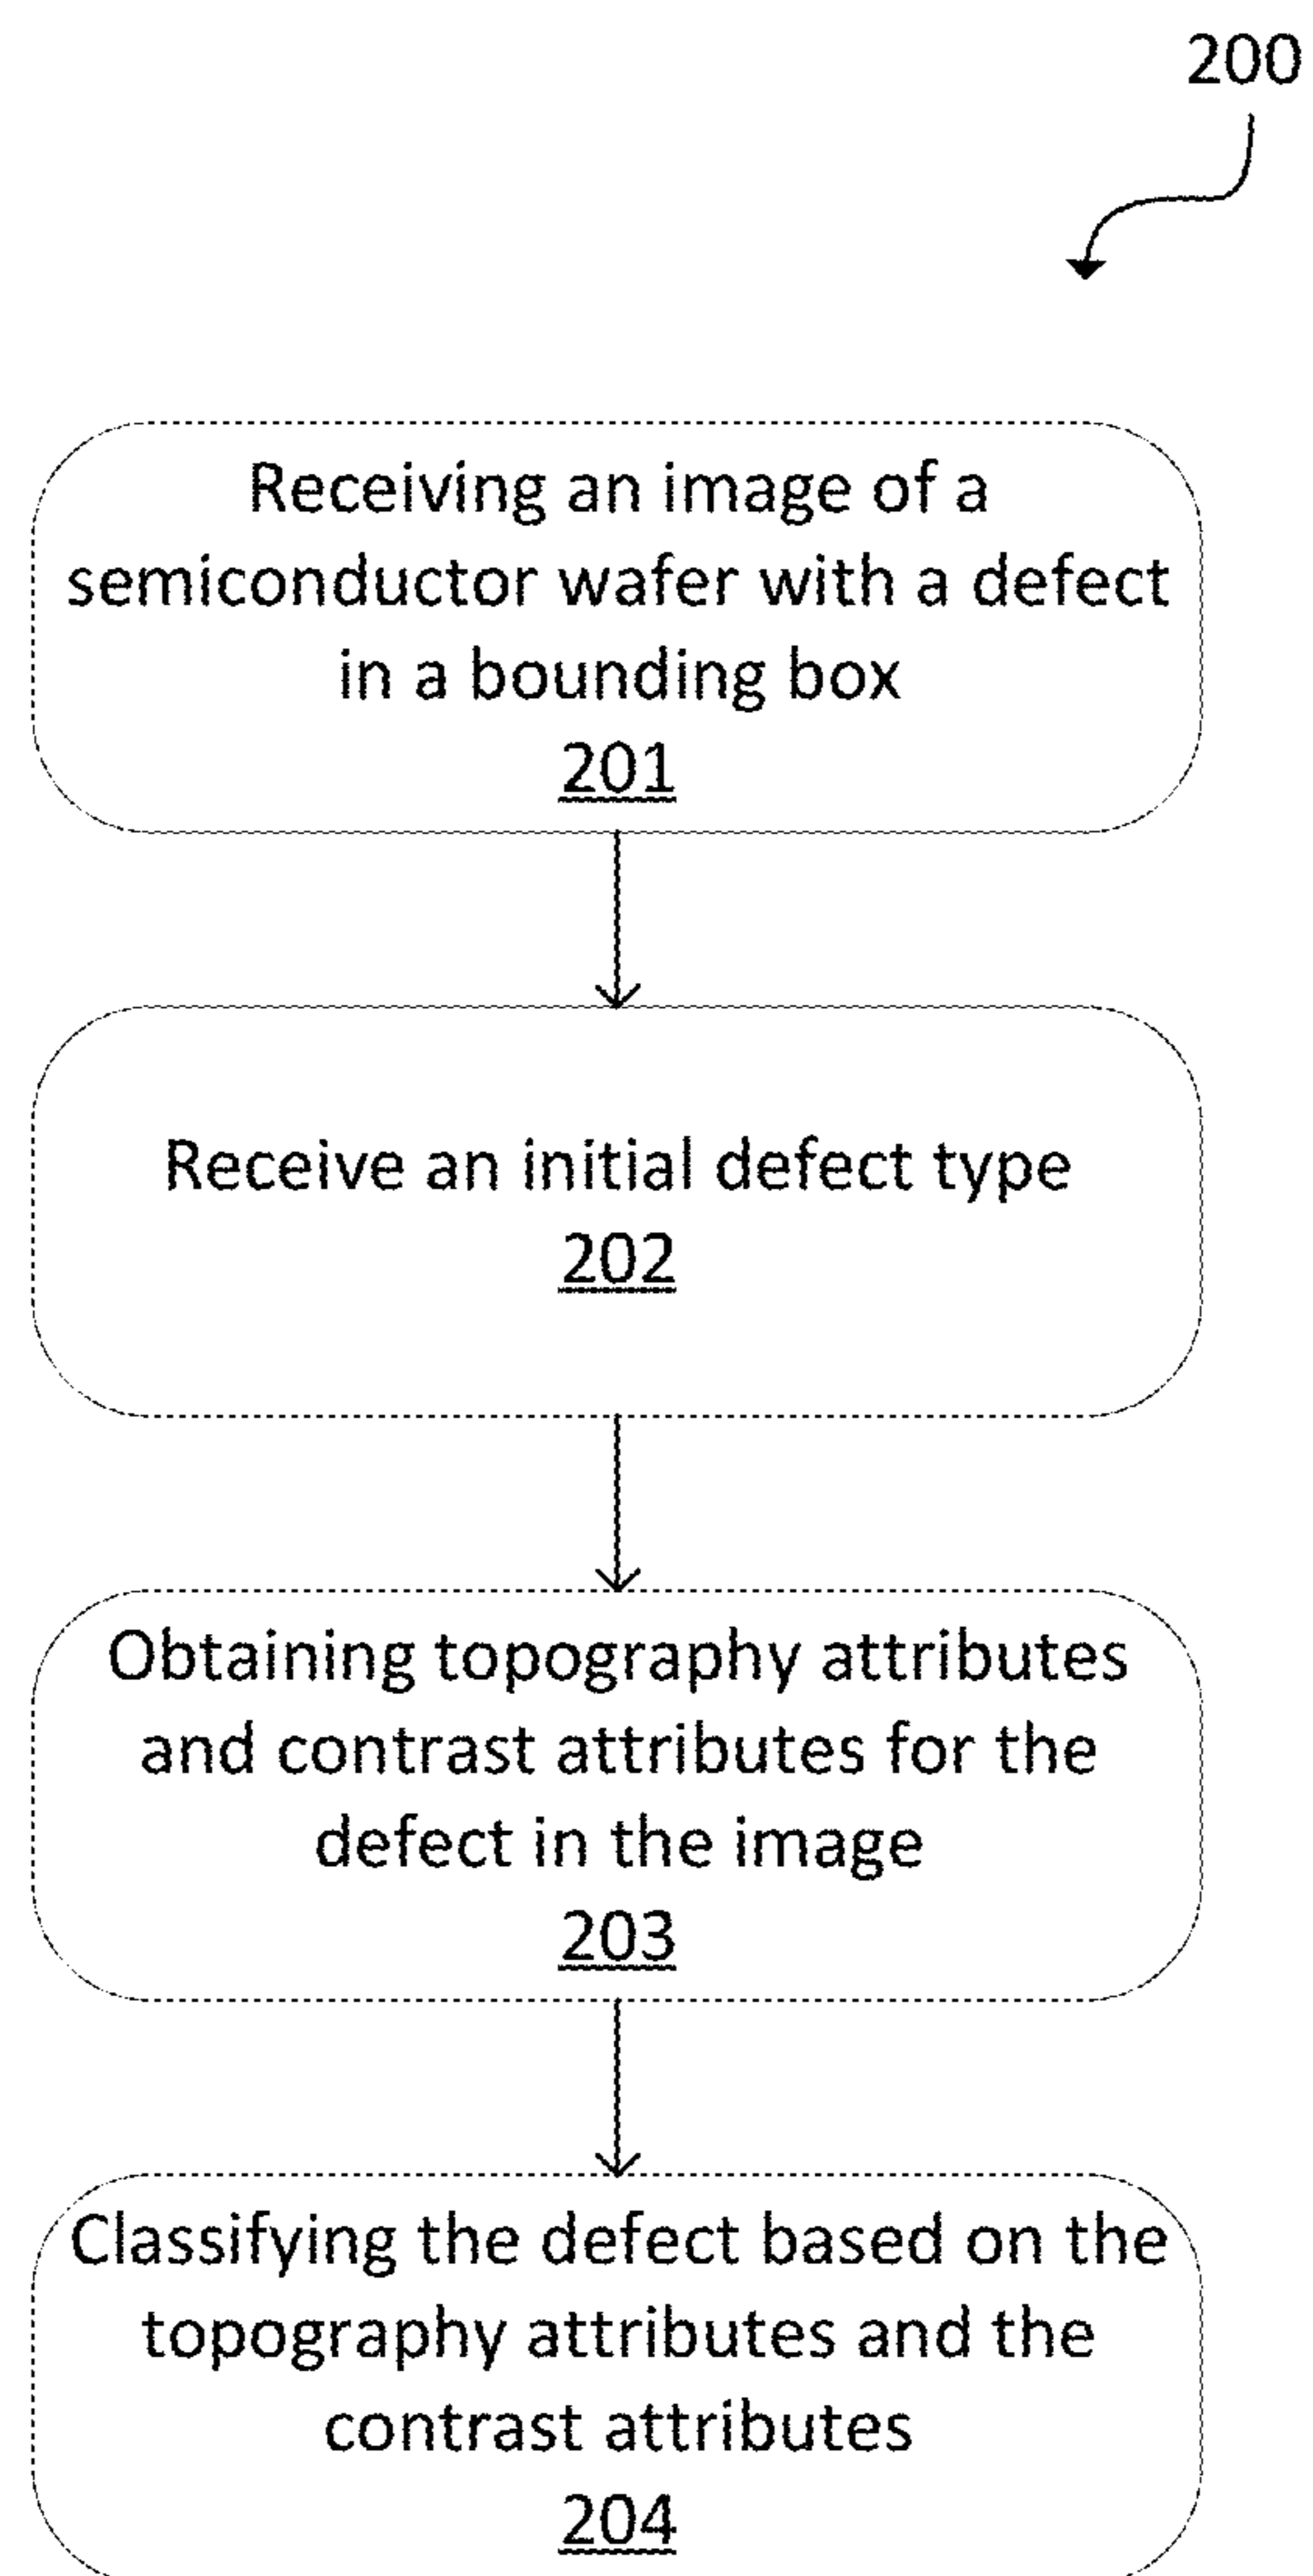 200
Receiving an image of a
semiconductor wafer with a defect
in a bounding box
201
Receive an initial defect type
202
Obtaining topography attributes
and contrast attributes for the
defect in the image
203
Classifying the defect based on the
topography attributes and the
contrast attributes
204